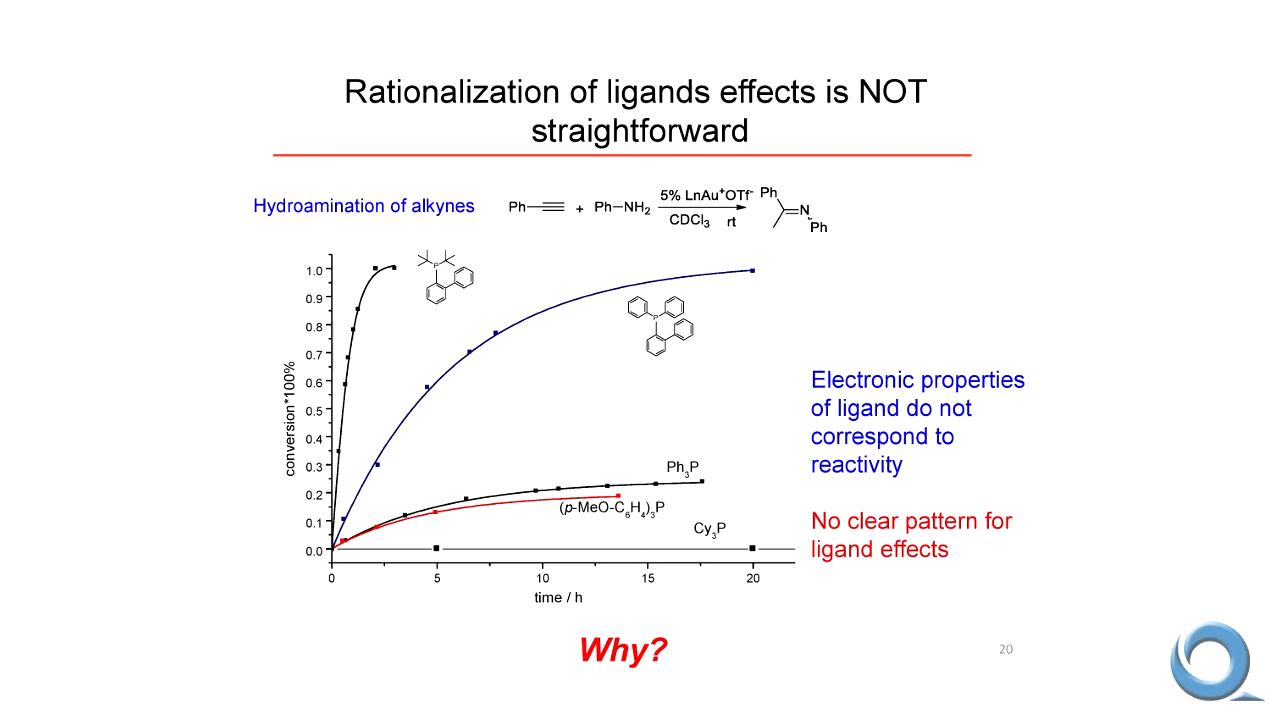 Rationalization of ligands effects is NOT
straightforward
Hydroamination of alkynes
Ph
+
Ph NH2
5% LnAu+OTf-
CDCl3 rt
Ph
N
Ph
P
P
conversion*100%
1.0
0.9
0.8
0.7
0.6
0.5
0.4
0.3
0.2
0.1
0.0
Ph3P
(p-MeO-C6H4)3P
Cy3P
0 5 10 15 20
time / h
Electronic properties
of ligand do not
correspond to
reactivity
No clear pattern for
ligand effects
Why?
20